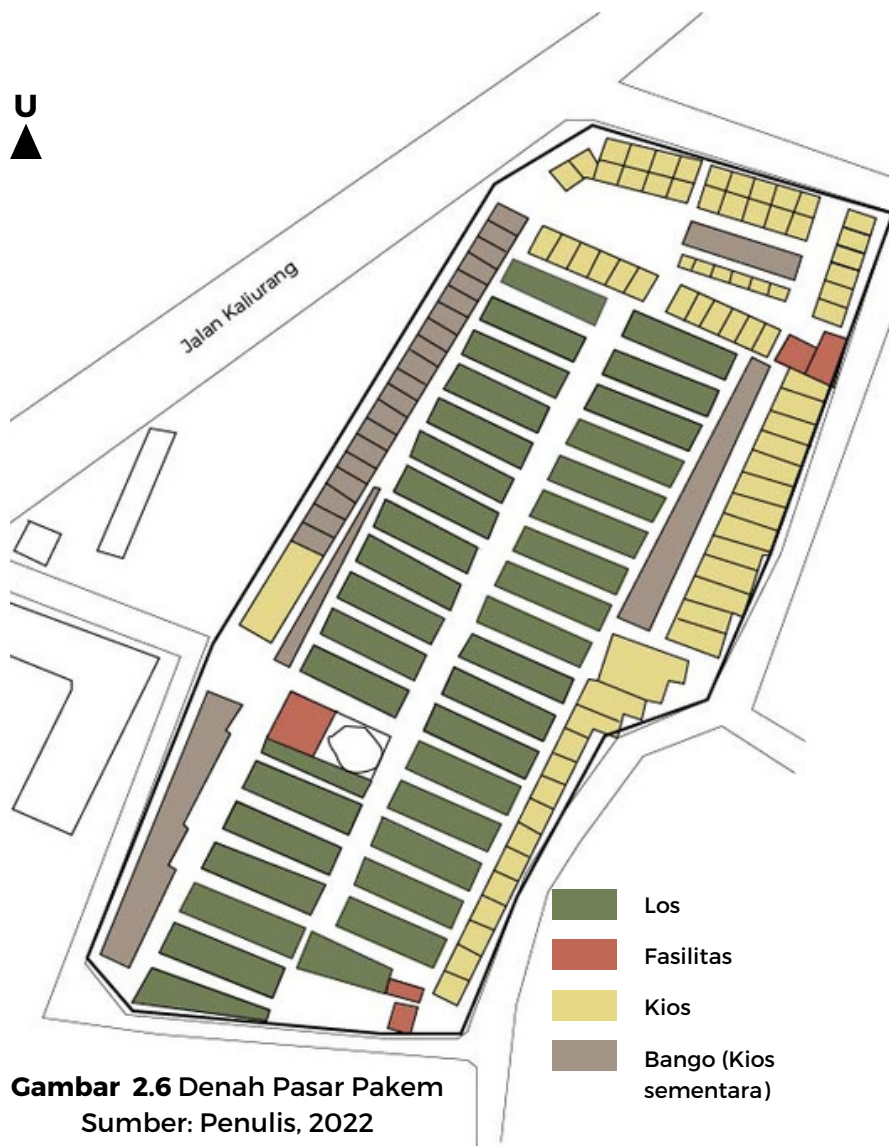 U
Jalan Kaliurang
Los
Fasilitas
Kios
Bango (Kios
sementara)
Gambar 2.6 Denah Pasar Pakem
Sumber: Penulis, 2022